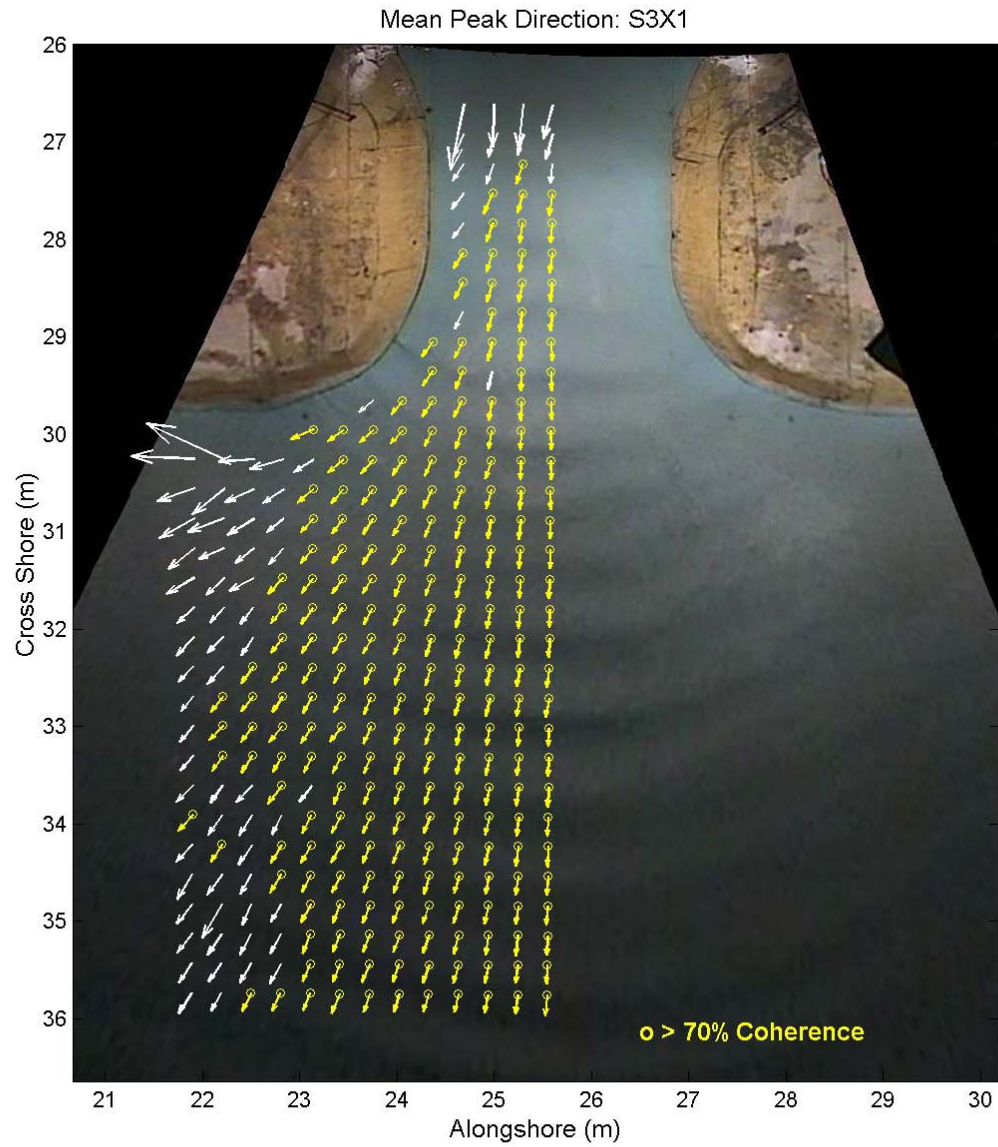 Mean Peak Direction: S3X1
26
27
28
29
30
31
32
33
34
35
36
Cross Shore (m)
o > 70% Coherence
21 22 23 24 25 26 27 28 29 30
Alongshore (m)